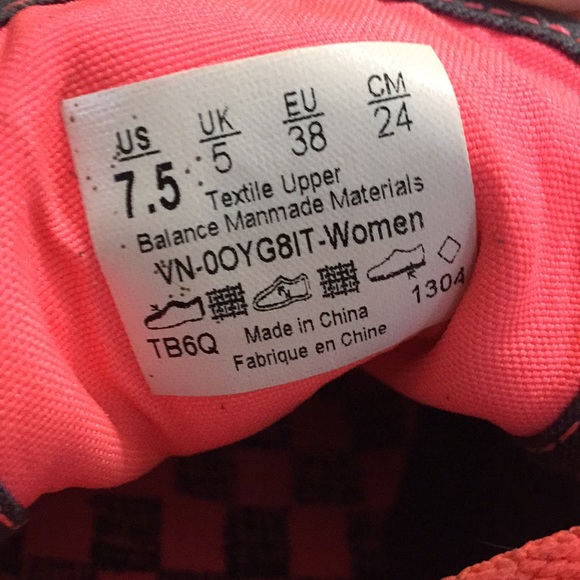 US UK EU CM
7.5 5 38 24
Textile Upper
Balance Manmade Materials
VN-0OYG8IT-Women
1304
TB6Q Made in China
Fabrique en Chine